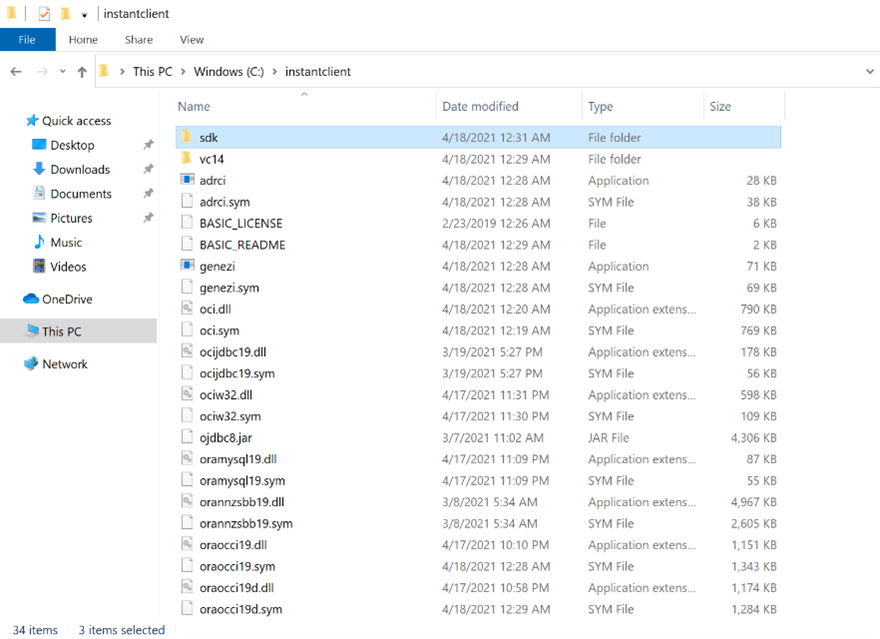 instantclient
File Home Share View
This PC Windows (C:) instantclient
Name Date modified Type Size
Quick access
Desktop
Downloads
Documents
Pictures
Music
Videos
OneDrive
This PC
Network
sdk 4/18/2021 12:31 AM File folder
vc14 4/18/2021 12:29 AM File folder
adrci 4/18/2021 12:28 AM Application 28 KB
adrci.sym 4/18/2021 12:28 AM SYM File 38 KB
BASIC_LICENSE 2/23/2019 12:26 AM File 6 KB
BASIC_README 4/18/2021 12:29 AM File 2 KB
genezi 4/18/2021 12:28 AM Application 71 KB
genezi.sym 4/18/2021 12:28 AM SYM File 69 KB
oci.dll 4/18/2021 12:20 AM Application extens... 790 KB
oci.sym 4/18/2021 12:19 AM SYM File 769 KB
ocijdbc19.dll 3/19/2021 5:27 PM Application extens... 178 KB
ocijdbc19.sym 3/19/2021 5:27 PM SYM File 56 KB
ociw32.dll 4/17/2021 11:31 PM Application extens... 598 KB
ociw32.sym 4/17/2021 11:30 PM SYM File 109 KB
ojdbc8.jar 3/7/2021 11:02 AM JAR File 4,306 KB
oramysql19.dll 4/17/2021 11:09 PM Application extens... 87 KB
oramysql19.sym 4/17/2021 11:09 PM SYM File 55 KB
orannzsbb19.dll 3/8/2021 5:34 AM Application extens... 4,967 KB
orannzsbb19.sym 3/8/2021 5:34 AM SYM File 2,605 KB
oraocci19.dll 4/17/2021 10:10 PM Application extens... 1,151 KB
oraocci19.sym 4/18/2021 12:28 AM SYM File 1,343 KB
oraocci19d.dll 4/17/2021 10:58 PM Application extens... 1,174 KB
oraocci19d.sym 4/18/2021 12:29 AM SYM File 1,284 KB
34 items 3 items selected